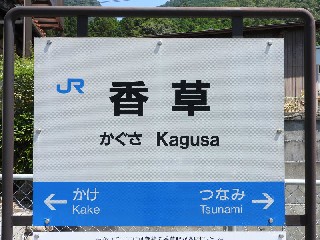 JR
香草
かぐさ Kagusa
← かけ つなみ →
Kake Tsunami